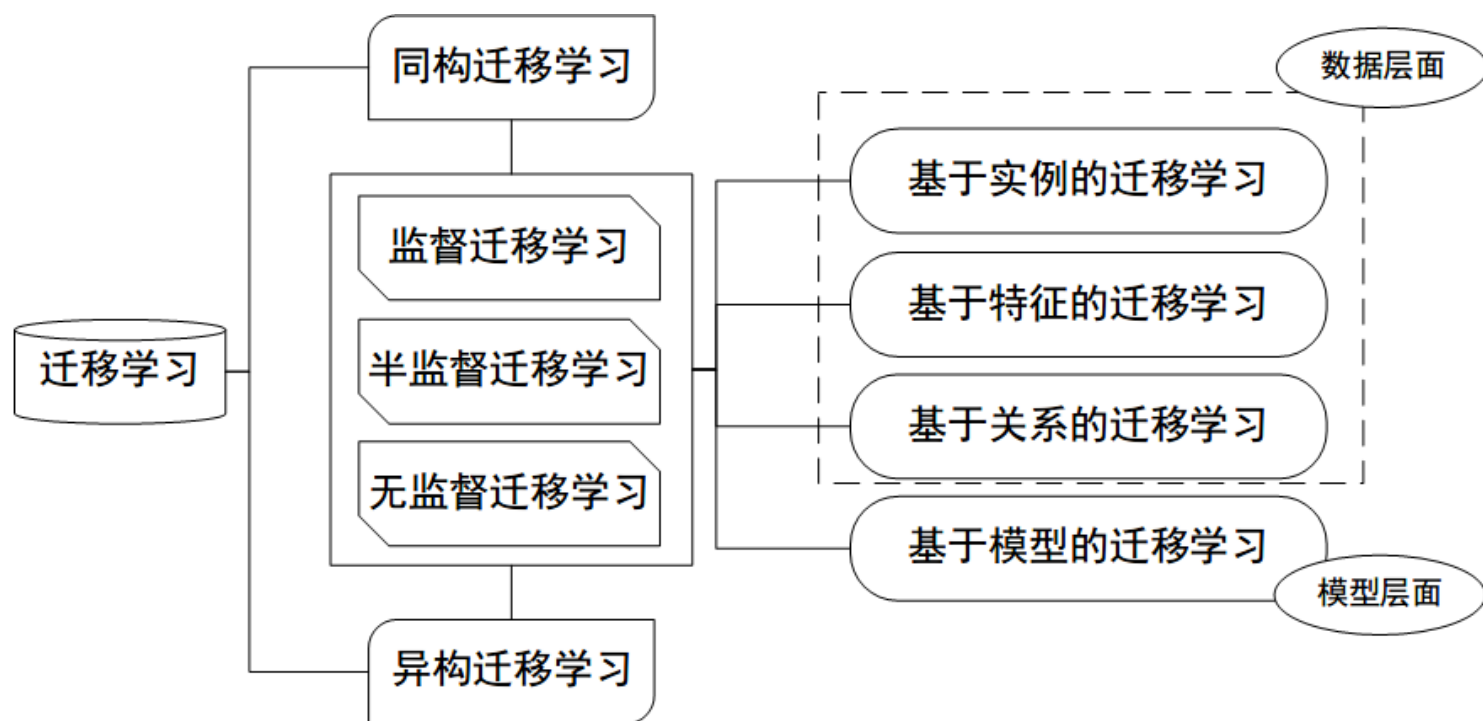 同构迁移学习
数据层面
基于实例的迁移学习
监督迁移学习
基于特征的迁移学习
迁移学习
半监督迁移学习
基于关系的迁移学习
无监督迁移学习
基于模型的迁移学习
模型层面
异构迁移学习